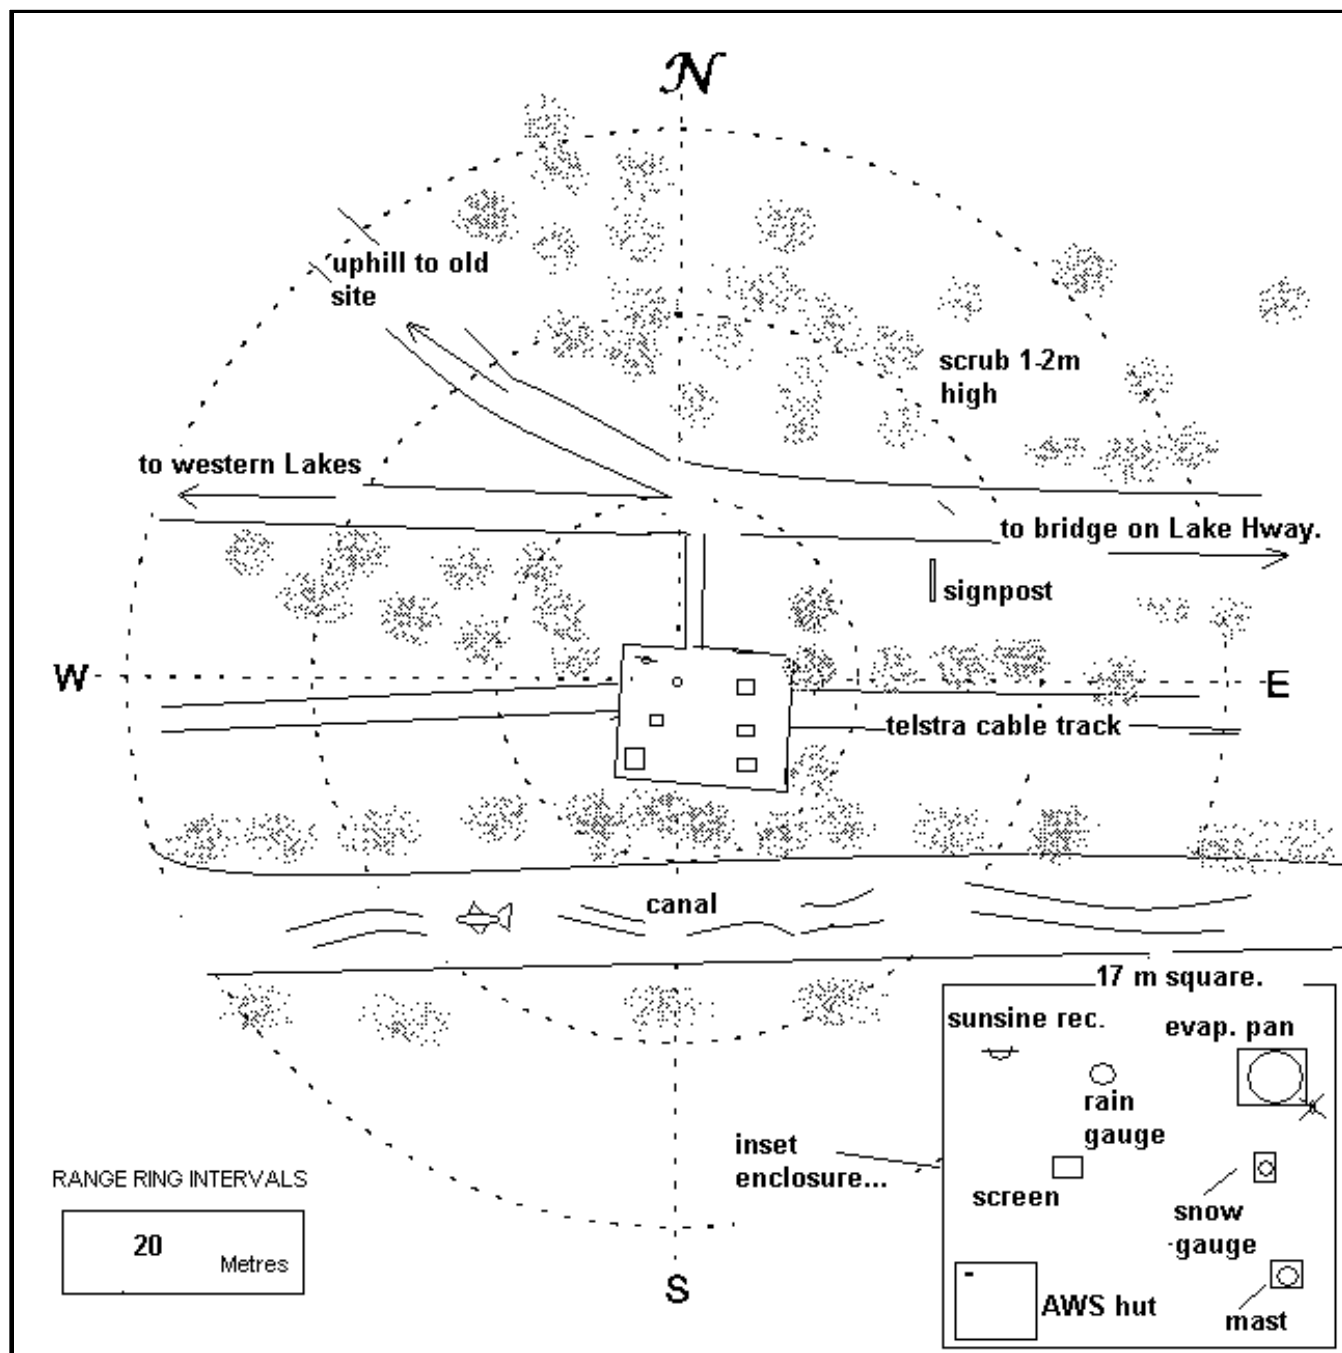 N
uphill to old
site
scrub 1-2m
high
to western Lakes
to bridge on Lake Hway.
signpost
W
E
telstra cable track
canal
17 m square.
sunsine rec.
evap. pan
rain
gauge
inset
enclosure...
screen
snow
gauge
RANGE RING INTERVALS
20
Metres
S
AWS hut
mast